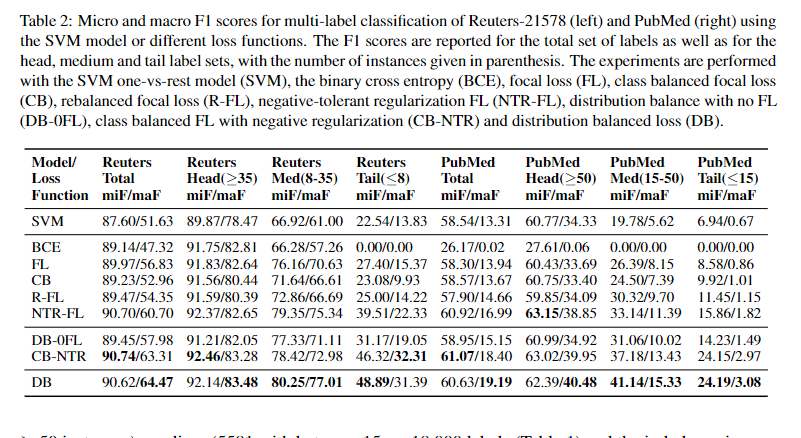 Table 2: Micro and macro F1 scores for multi-label classification of Reuters-21578 (left) and PubMed (right) using
the SVM model or different loss functions. The F1 scores are reported for the total set of labels as well as for the
head, medium and tail label sets, with the number of instances given in parenthesis. The experiments are performed
with the SVM one-vs-rest model (SVM), the binary cross entropy (BCE), focal loss (FL), class balanced focal loss
(CB), rebalanced focal loss (R-FL), negative-tolerant regularization FL (NTR-FL), distribution balance with no FL
(DB-0FL), class balanced FL with negative regularization (CB-NTR) and distribution balanced loss (DB).
Model/ Reuters Reuters Reuters Reuters PubMed PubMed PubMed PubMed
Loss Total Head(≥35) Med(8-35) Tail(≤8) Total Head(≥50) Med(15-50) Tail(≤15)
Function miF/maF miF/maF miF/maF miF/maF miF/maF miF/maF miF/maF miF/maF
SVM 87.60/51.63 89.87/78.47 66.92/61.00 22.54/13.83 58.54/13.31 60.77/34.33 19.78/5.62 6.94/0.67
BCE 89.14/47.32 91.75/82.81 66.28/57.26 0.00/0.00 26.17/0.02 27.61/0.06 0.00/0.00 0.00/0.00
FL 89.97/56.83 91.83/82.64 76.16/70.63 27.40/15.37 58.30/13.94 60.43/33.69 26.39/8.15 8.58/0.86
CB 89.23/52.96 91.56/80.44 71.64/66.61 23.08/9.93 58.57/13.67 60.75/33.40 24.50/7.39 9.92/1.01
R-FL 89.47/54.35 91.59/80.39 72.86/66.69 25.00/14.22 57.90/14.66 59.85/34.09 30.32/9.70 11.45/1.15
NTR-FL 90.70/60.70 92.37/82.65 79.35/75.34 39.51/22.33 60.92/16.99 63.15/38.85 33.14/11.39 15.86/1.82
DB-0FL 89.45/57.98 91.21/82.05 77.33/71.11 31.17/19.05 58.95/15.15 60.99/34.92 31.06/10.02 14.23/1.49
CB-NTR 90.74/63.31 92.46/83.28 78.42/72.98 46.32/32.31 61.07/18.40 63.02/39.95 37.18/13.43 24.15/2.97
DB 90.62/64.47 92.14/83.48 80.25/77.01 48.89/31.39 60.63/19.19 62.39/40.48 41.14/15.33 24.19/3.08